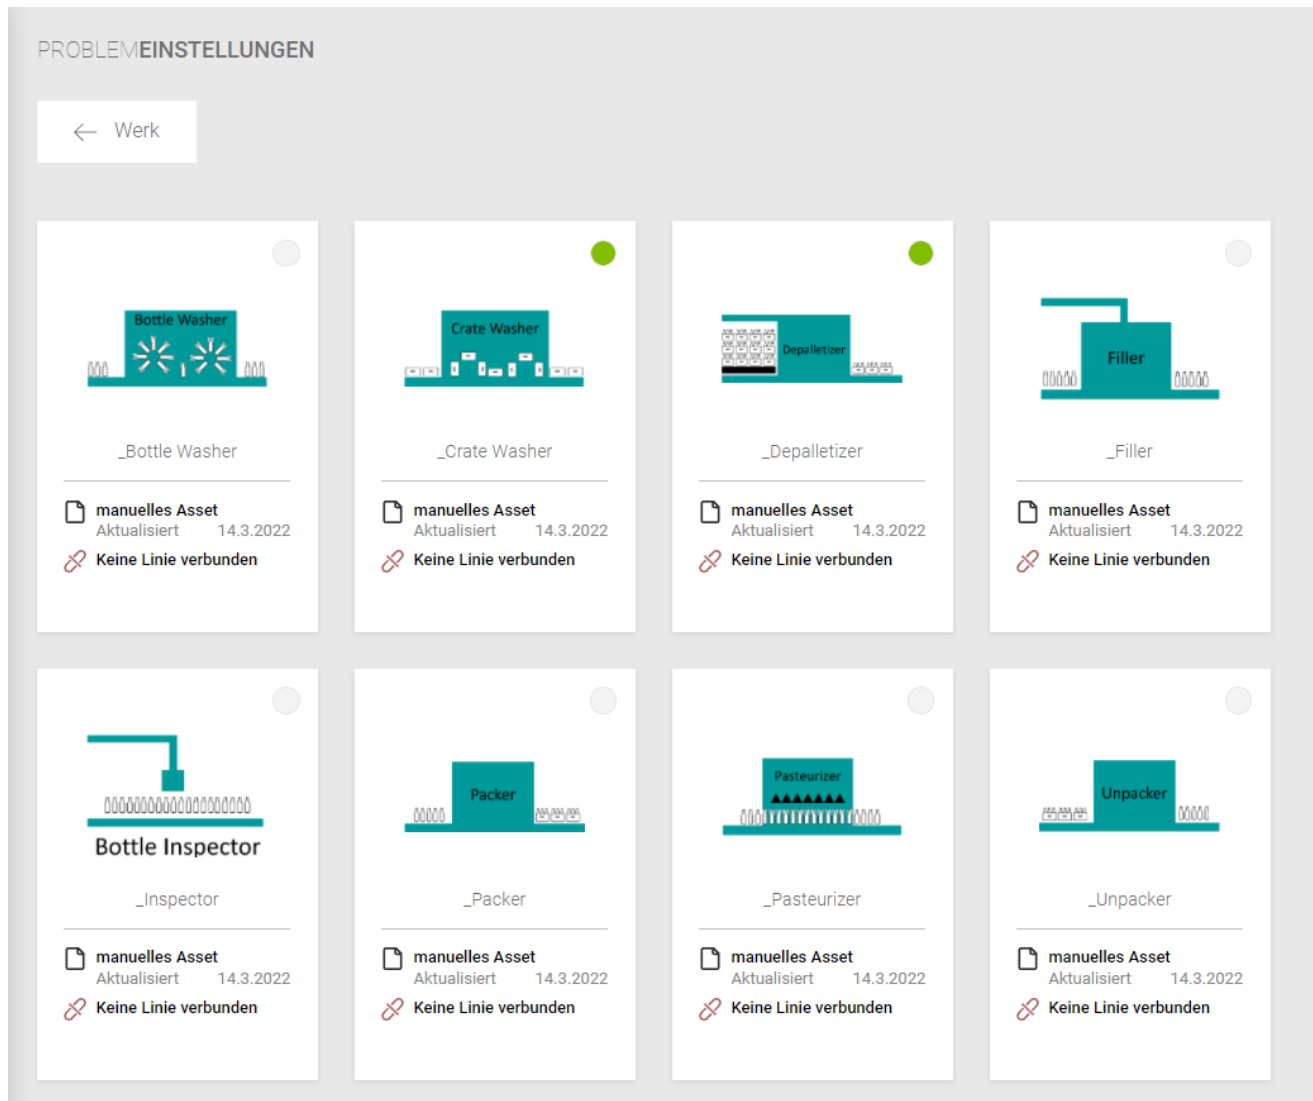 PROBLEMEINSTELLUNGEN
← Werk
Bottle Washer
_Bottle Washer
manuelles Asset
Aktualisiert 14.3.2022
Keine Linie verbunden
Crate Washer
_Crate Washer
manuelles Asset
Aktualisiert 14.3.2022
Keine Linie verbunden
Depalletizer
_Depalletizer
manuelles Asset
Aktualisiert 14.3.2022
Keine Linie verbunden
Filler
_Filler
manuelles Asset
Aktualisiert 14.3.2022
Keine Linie verbunden
Bottle Inspector
_Inspector
manuelles Asset
Aktualisiert 14.3.2022
Keine Linie verbunden
Packer
_Packer
manuelles Asset
Aktualisiert 14.3.2022
Keine Linie verbunden
Pasteurizer
_Pasteurizer
manuelles Asset
Aktualisiert 14.3.2022
Keine Linie verbunden
Unpacker
_Unpacker
manuelles Asset
Aktualisiert 14.3.2022
Keine Linie verbunden